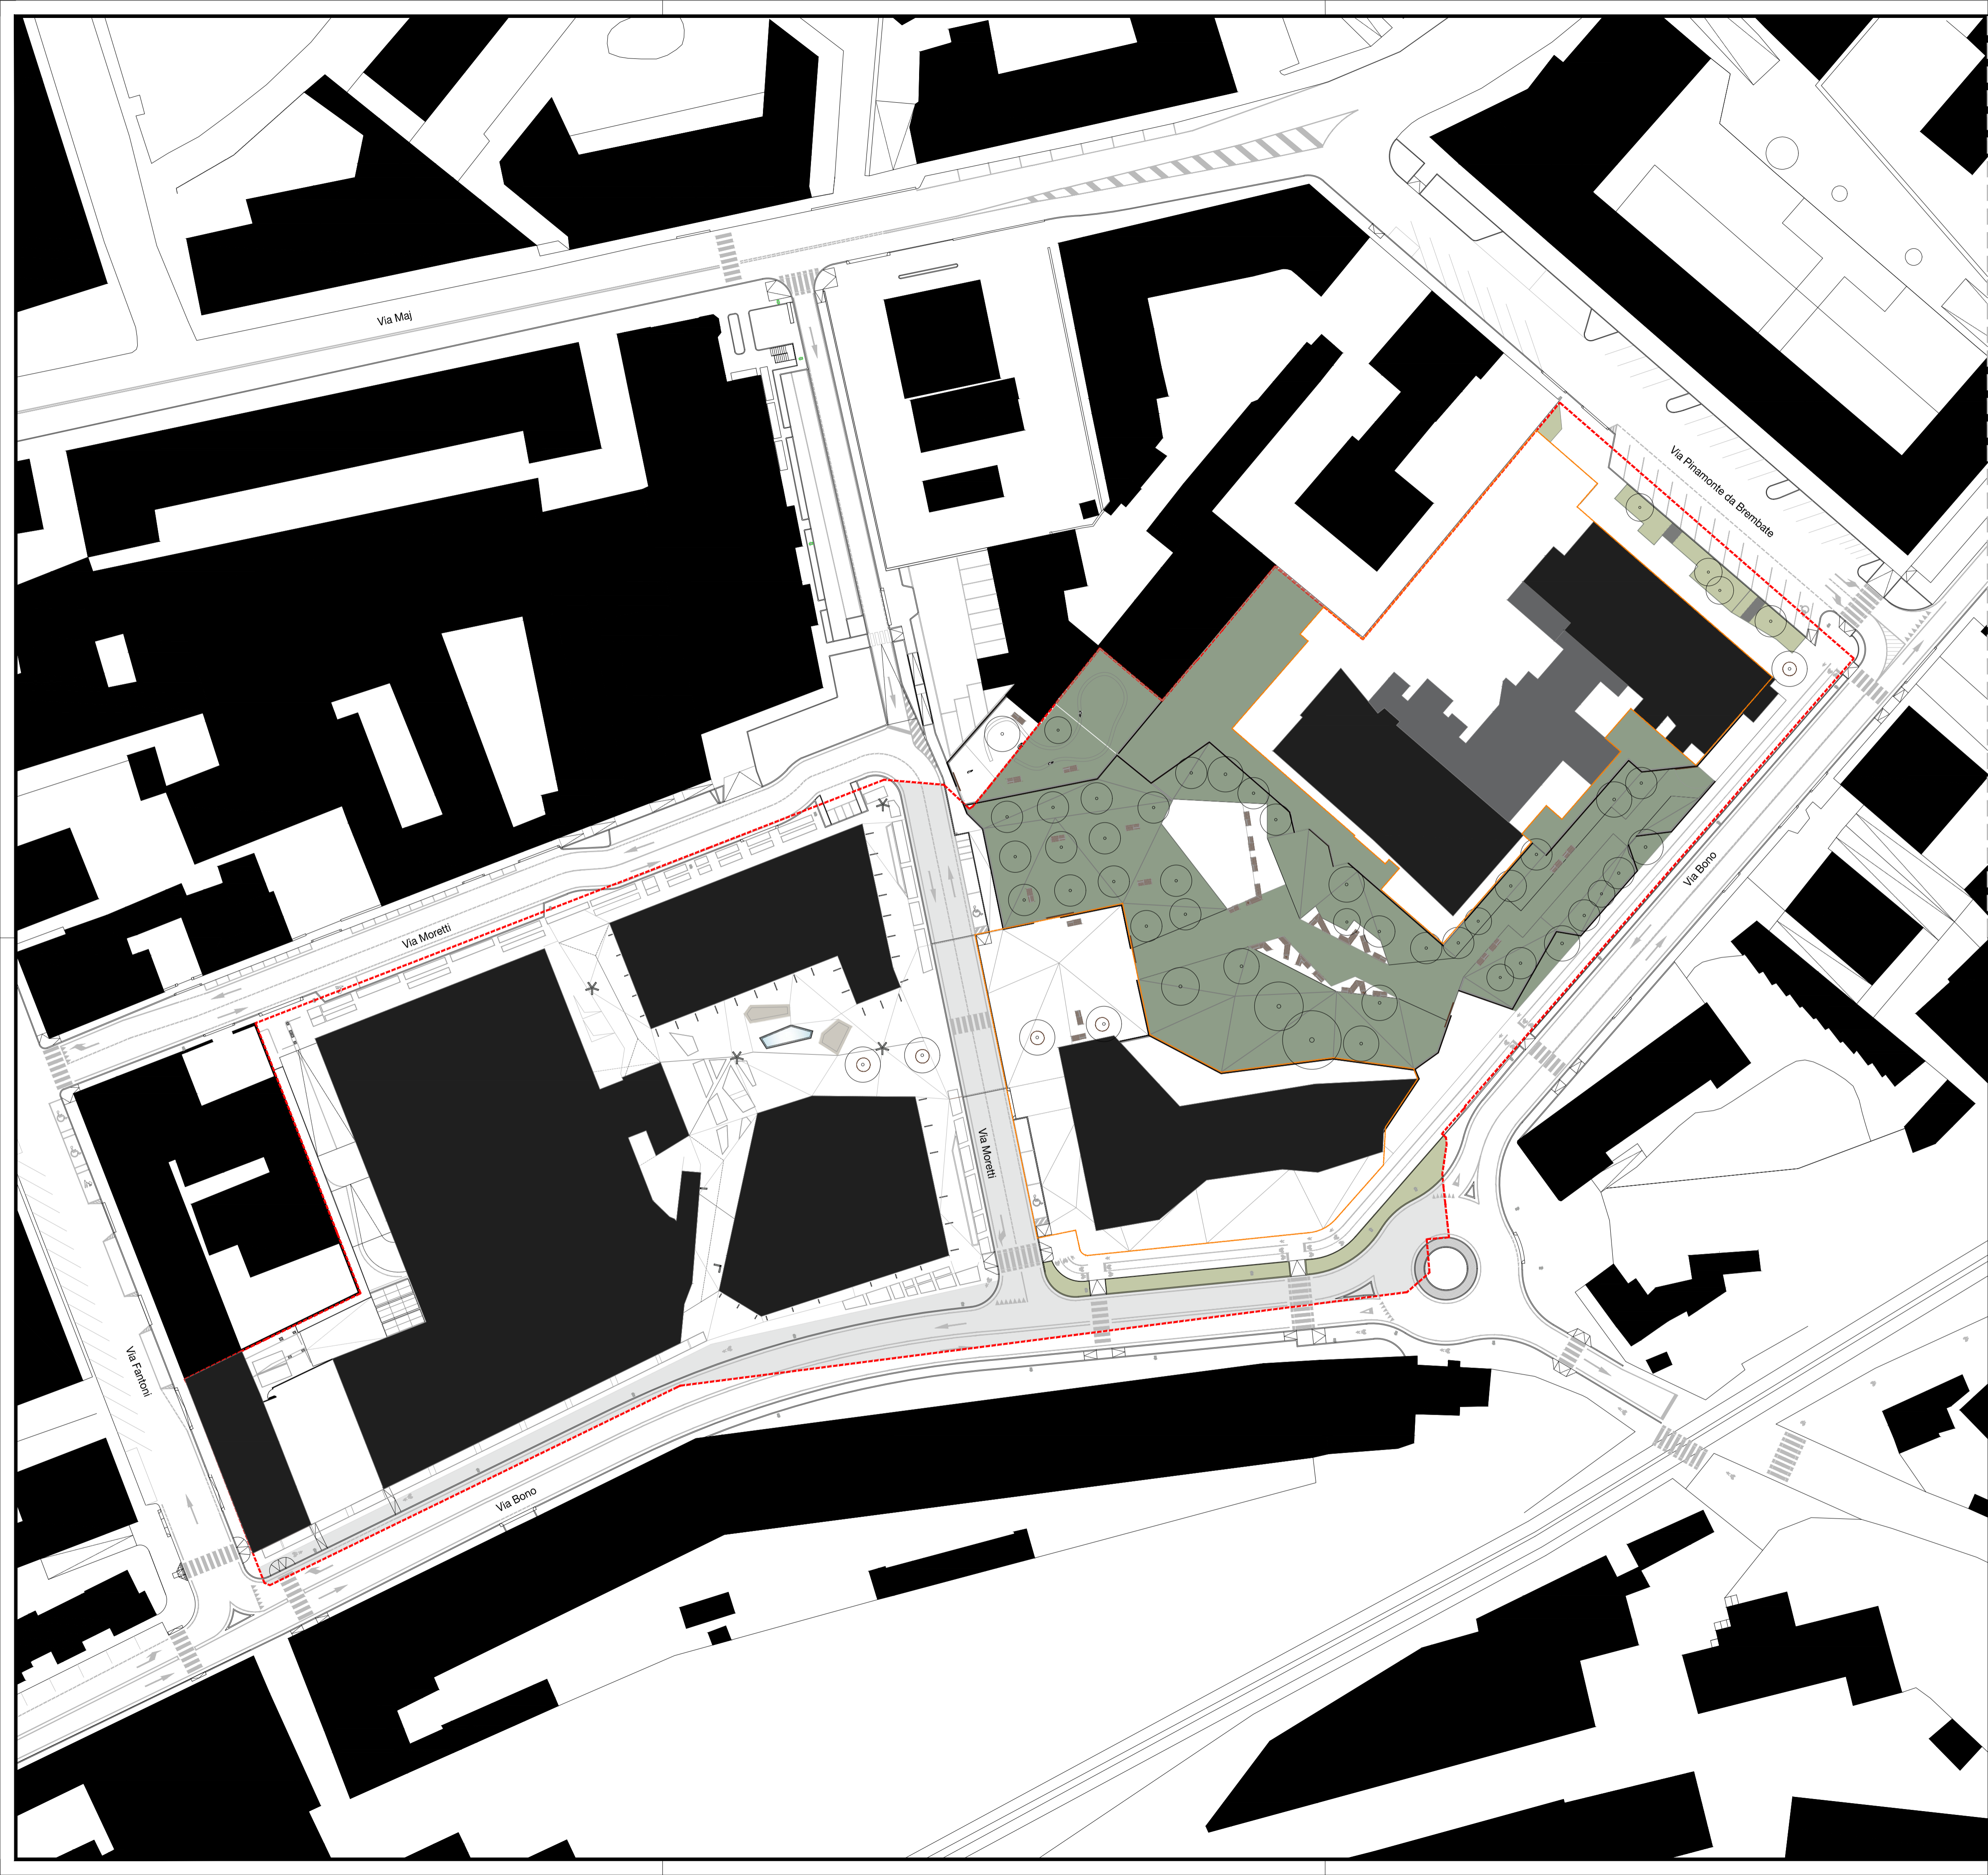 Via Maj
Via Pinamonte da Brembate
Via Bono
Via Moretti
Via Moretti
Via Fantoni
Via Bono